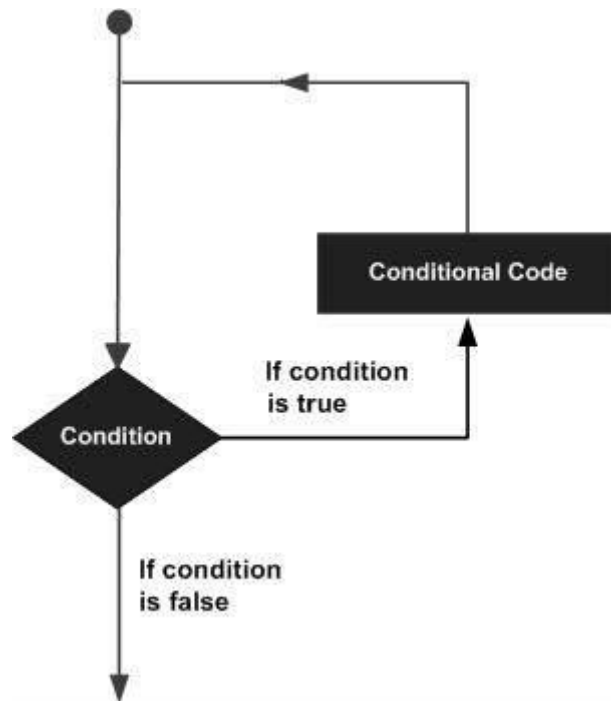 Conditional Code
If condition
is true
Condition
If condition
is false